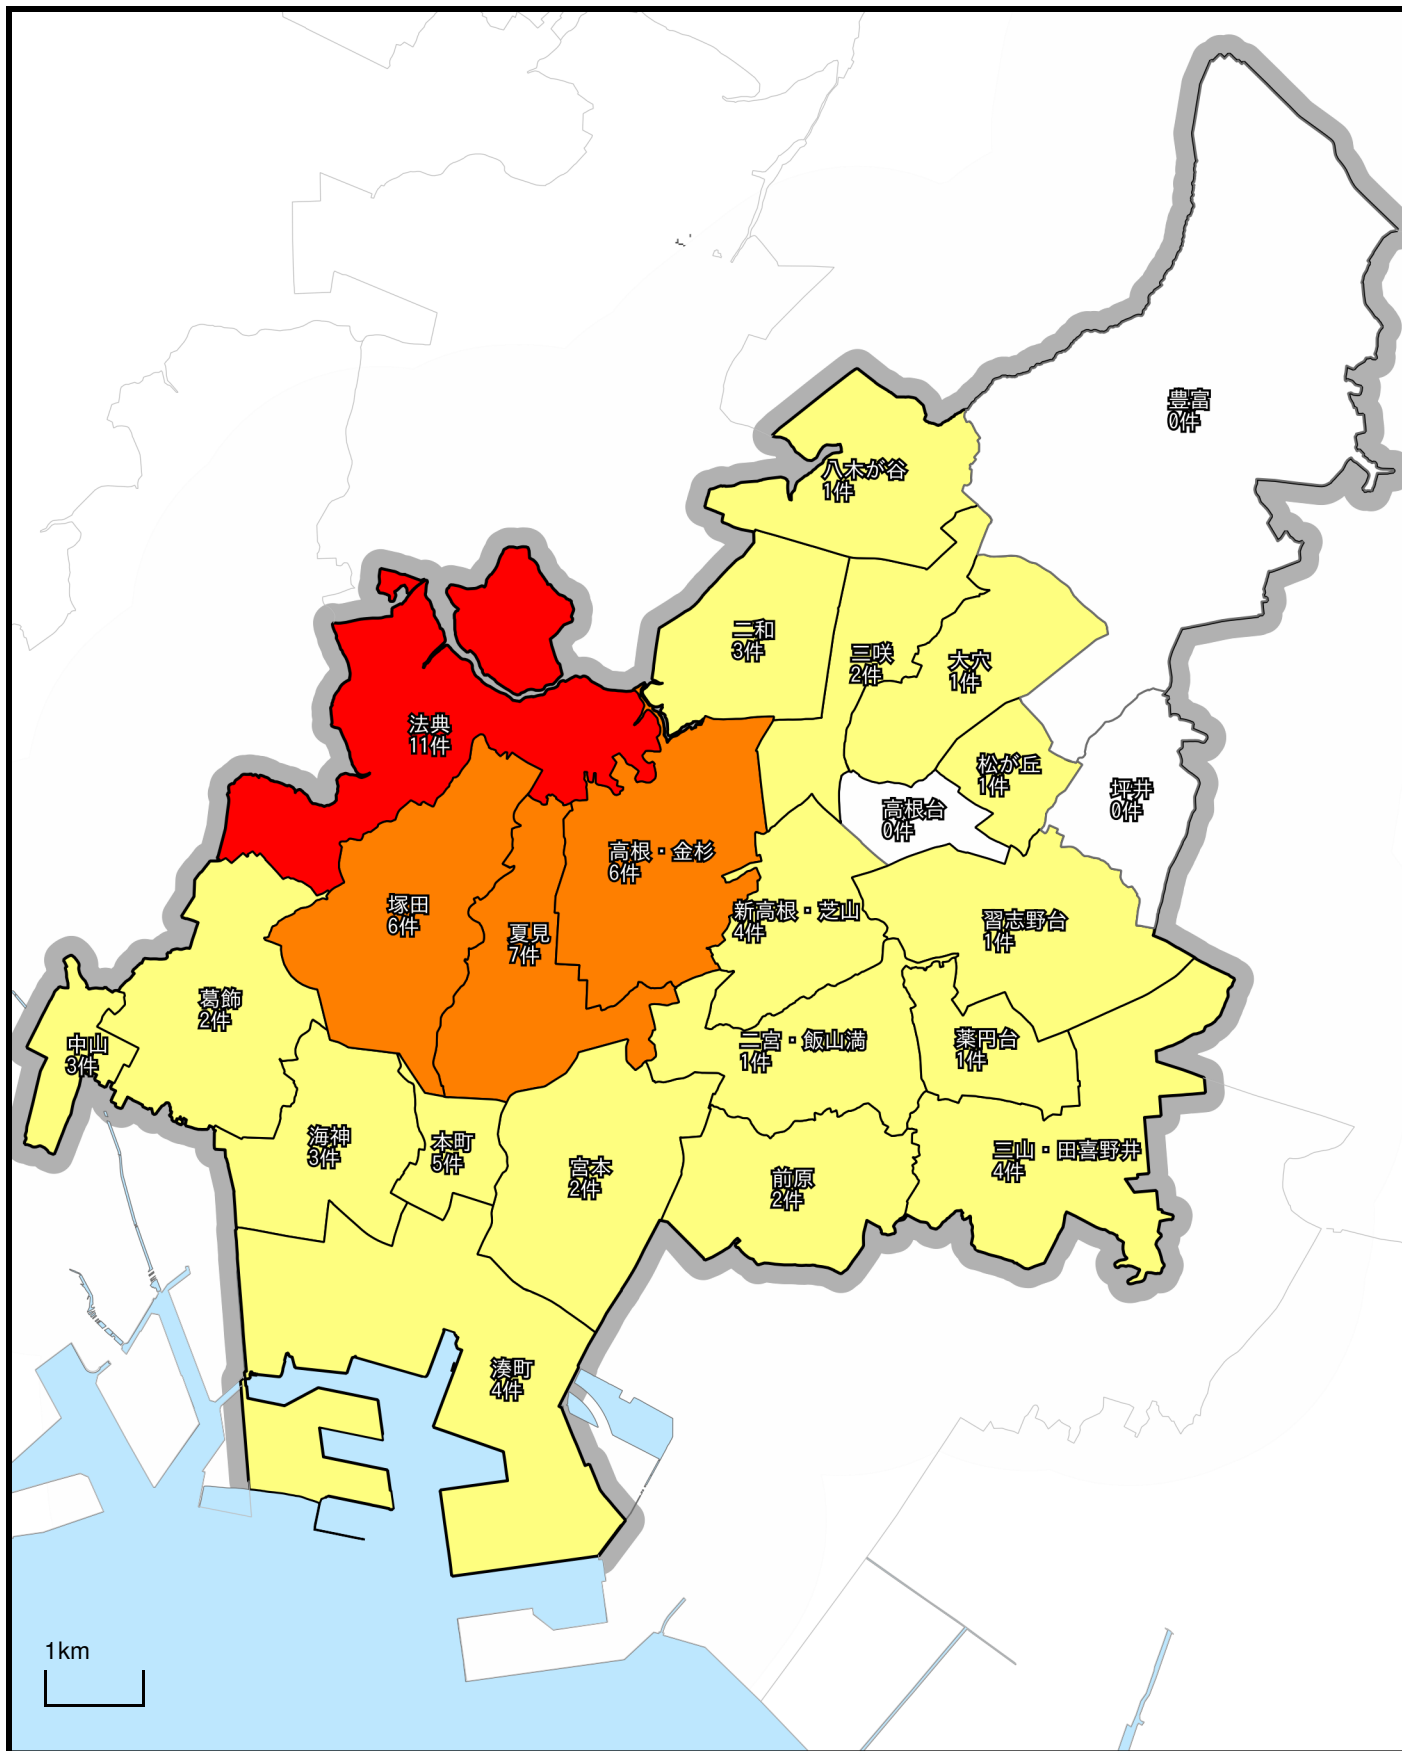 豊富
0件
八木が谷
1件
二和
3件
三咲
2件
大穴
1件
法典
11件
松が丘
1件
坪井
0件
高根台
0件
高根・金杉
6件
塚田
6件
新高根・芝山
4件
夏見
7件
習志野台
1件
葛飾
2件
中山
3件
二宮・飯山満
1件
薬円台
1件
海神
3件
本町
5件
三山・田喜野井
4件
宮本
2件
前原
2件
湊町
4件
1km